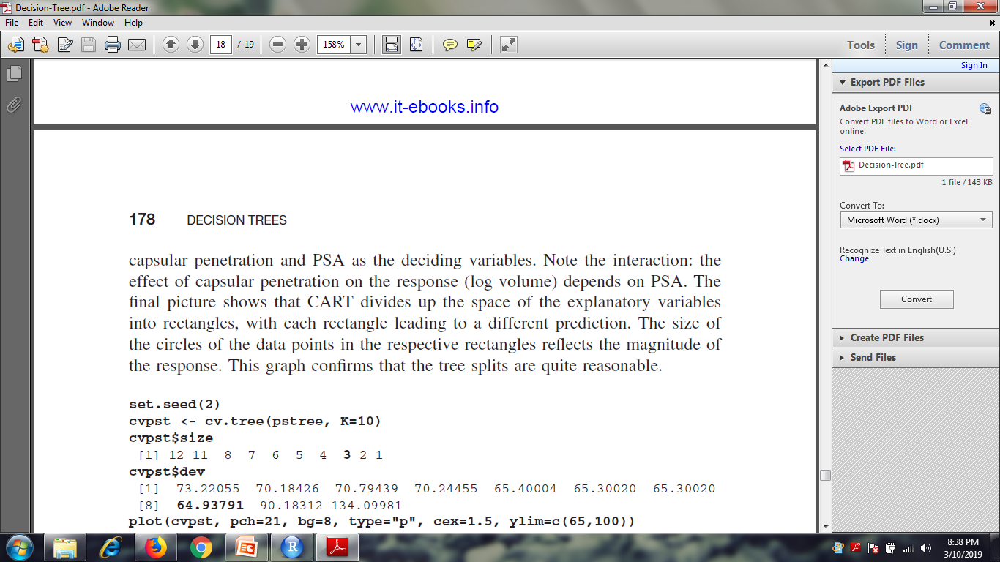 Decision-Tree.pdf - Adobe Reader
File Edit View Window Help
18 / 19 158% Tools Sign Comment
Sign In
Export PDF Files
Adobe Export PDF
Convert PDF files to Word or Excel
online.
Select PDF File:
Decision-Tree.pdf
1 file / 143 KB
Convert To:
Microsoft Word (*.docx)
Recognize Text in English(U.S.)
Change
Convert
Create PDF Files
Send Files
www.it-ebooks.info
178 DECISION TREES
capsular penetration and PSA as the deciding variables. Note the interaction: the
effect of capsular penetration on the response (log volume) depends on PSA. The
final picture shows that CART divides up the space of the explanatory variables
into rectangles, with each rectangle leading to a different prediction. The size of
the circles of the data points in the respective rectangles reflects the magnitude of
the response. This graph confirms that the tree splits are quite reasonable.
set.seed(2)
cvpst <- cv.tree(pstree, K=10)
cvpst$size
[1] 12 11 8 7 6 5 4 3 2 1
cvpst$dev
[1] 73.22055 70.18426 70.79439 70.24455 65.40004 65.30020 65.30020
[8] 64.93791 90.18312 134.09981
plot(cvpst, pch=21, bg=8, type="p", cex=1.5, ylim=c(65,100))
8:38 PM
3/10/2019